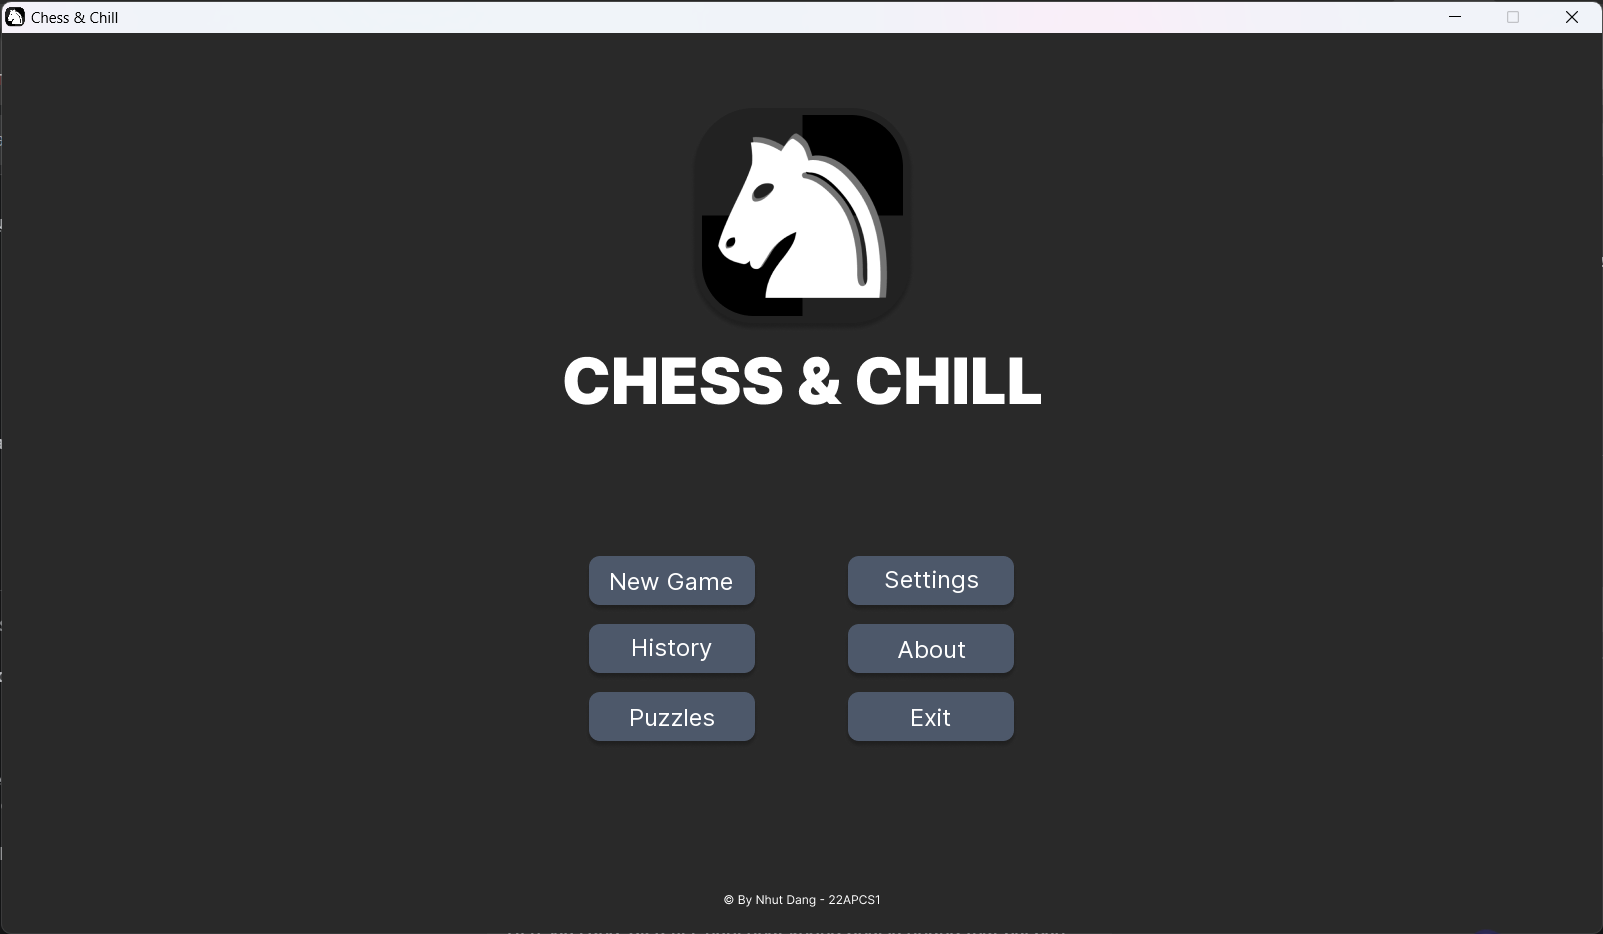 Chess & Chill
CHESS & CHILL
New Game
Settings
History
About
Puzzles
Exit
© By Nhut Dang - 22APCS1